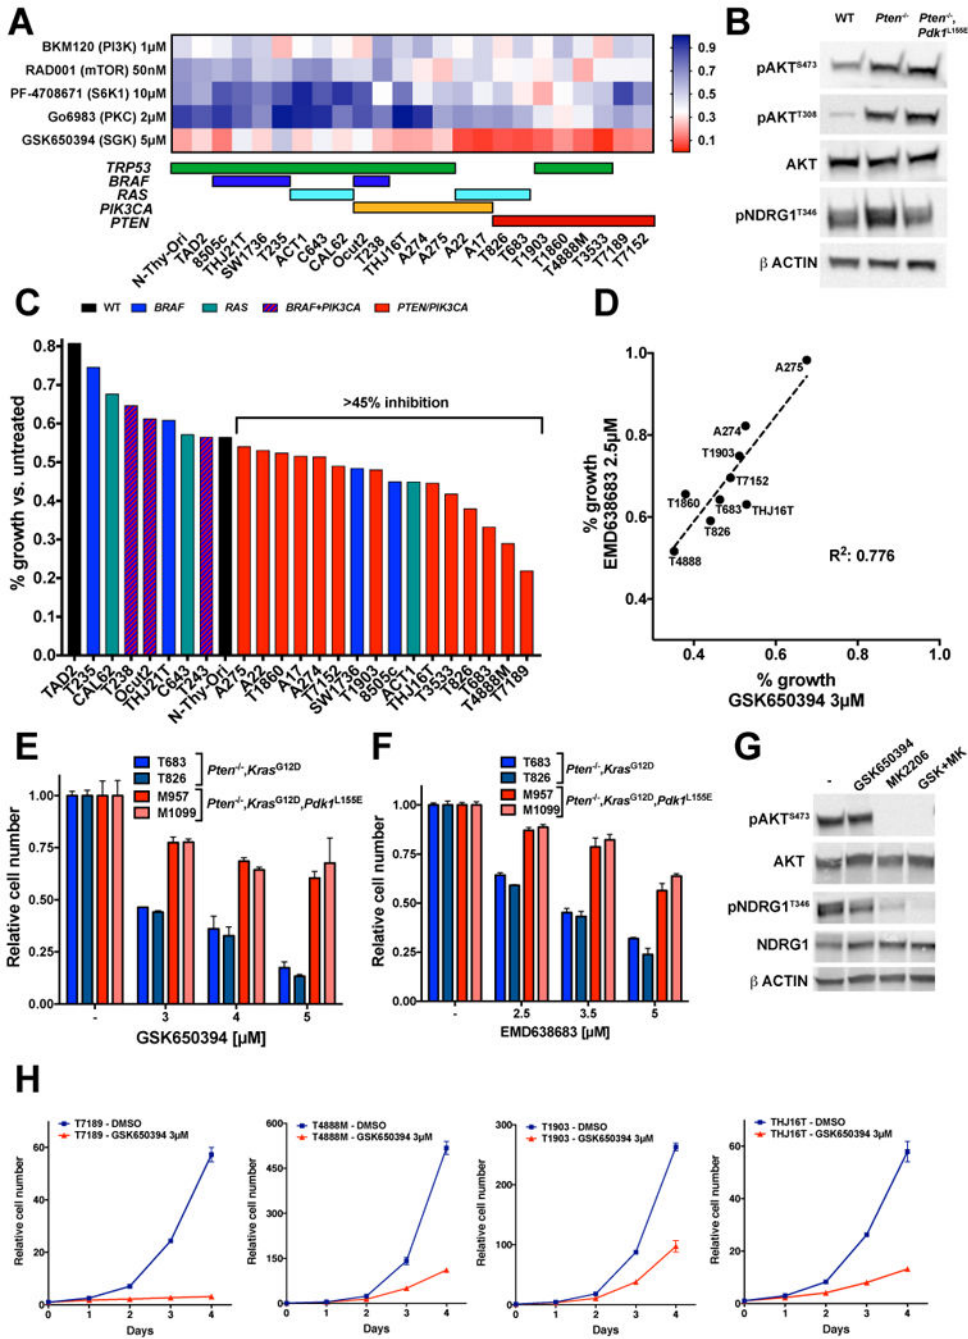 A
BKM120 (PI3K) 1µM
RAD001 (mTOR) 50nM
PF-4708671 (S6K1) 10µM
Go6983 (PKC) 2µM
GSK650394 (SGK) 5µM
0.9
0.7
0.5
0.3
0.1
TRP53
BRAF
RAS
PIK3CA
PTEN
N-Thy-Ori
TAD2
8505c
THJ21T
SW1736
T235
ACT1
C643
CAL62
Ocut2
T238
THJ16T
A274
A275
A22
A17
T826
T683
T1903
T1860
T4888M
T3533
T7189
T7152
B
WT
Pten-/-
Pten-/-,
Pdk1L155E
pAKTS473
pAKTT308
AKT
pNDRG1T346
β ACTIN
C
WT
BRAF
RAS
BRAF+PIK3CA
PTEN/PIK3CA
% growth vs. untreated
0.8
0.7
0.6
0.5
0.4
0.3
0.2
0.1
0.0
>45% inhibition
TAD2
T235
CAL62
T238
Ocut2
THJ21T
C643
T243
N-Thy-Ori
A275
A22
T1860
A17
A274
T7152
SW1736
T1903
8505c
ACT1
THJ16T
T3533
T826
T683
T4888M
T7189
D
% growth
EMD638683 2.5µM
1.0
0.8
0.6
0.4
A275
A274
T1903
T7152
T1860
T683
THJ16T
T826
T4888
R2: 0.776
0.4
0.6
0.8
1.0
% growth
GSK650394 3µM
E
T683
T826
Pten-/-,KrasG12D
M957
M1099
Pten-/-,KrasG12D,Pdk1L155E
Relative cell number
1.00
0.75
0.50
0.25
0.00
-
3
4
5
GSK650394 [µM]
F
T683
T826
Pten-/-,KrasG12D
M957
M1099
Pten-/-,KrasG12D,Pdk1L155E
Relative cell number
1.00
0.75
0.50
0.25
0.00
-
2.5
3.5
5
EMD638683 [µM]
G
-
GSK650394
MK2206
GSK+MK
pAKTS473
AKT
pNDRG1T346
NDRG1
β ACTIN
H
T7189 - DMSO
T7189 - GSK650394 3µM
Relative cell number
60
40
20
0
0
1
2
3
4
Days
T4888M - DMSO
T4888M - GSK650394 3µM
Relative cell number
600
450
300
150
0
0
1
2
3
4
Days
T1903 - DMSO
T1903 - GSK650394 3µM
Relative cell number
300
200
100
0
0
1
2
3
4
Days
THJ16T - DMSO
THJ16T - GSK650394 3µM
Relative cell number
60
40
20
0
0
1
2
3
4
Days